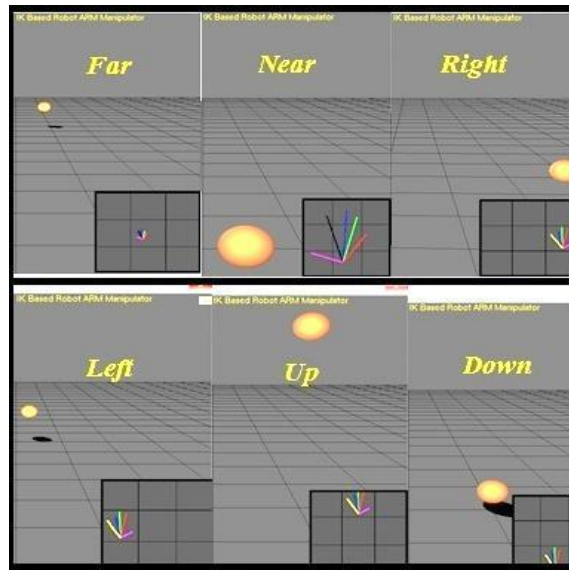 IK Based Robot ARM Manipulator
Far
IK Based Robot ARM Manipulator
Near
IK Based Robot ARM Manipulator
Right
IK Based Robot ARM Manipulator
Left
IK Based Robot ARM Manipulator
Up
IK Based Robot ARM Manipulator
Down